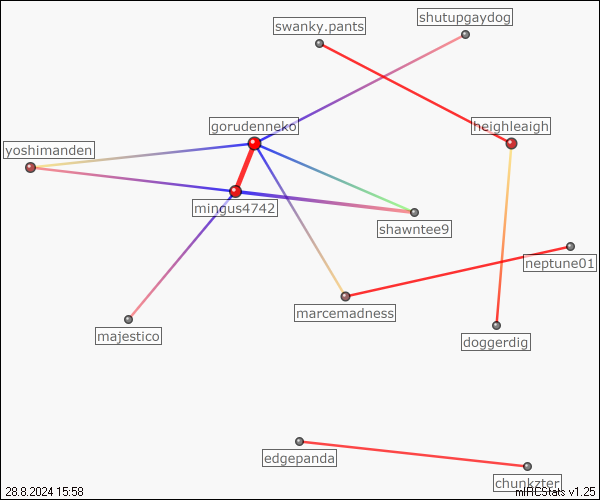 shutupgaydog
swanky.pants
gorudenneko
heighleaigh
yoshimanden
mingus4742
shawntee9
neptune01
marcemadness
majestico
doggerdig
edgepanda
chunkzter
28.8.2024 15:58
mIRCStats v1.25